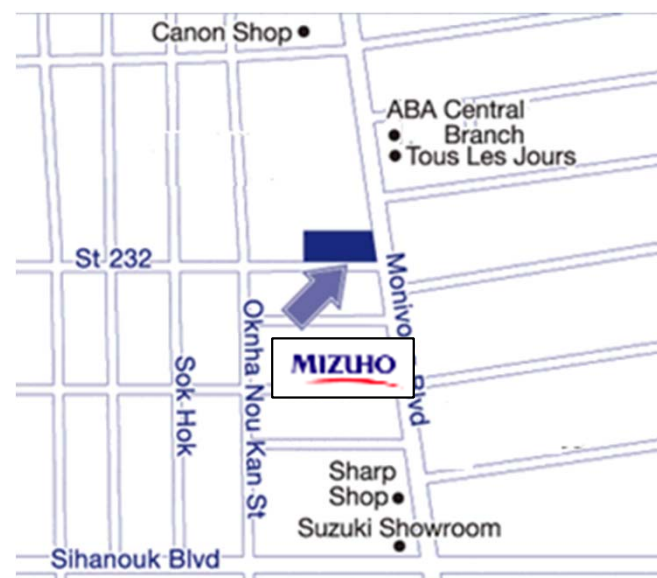 Canon Shop
ABA Central
Branch
Tous Les Jours
St 232
Monivo
Blvd
Oknha Nou Kan St
MIZUHO
Sok Hok
Sharp
Shop
Suzuki Showroom
Sihanouk Blvd